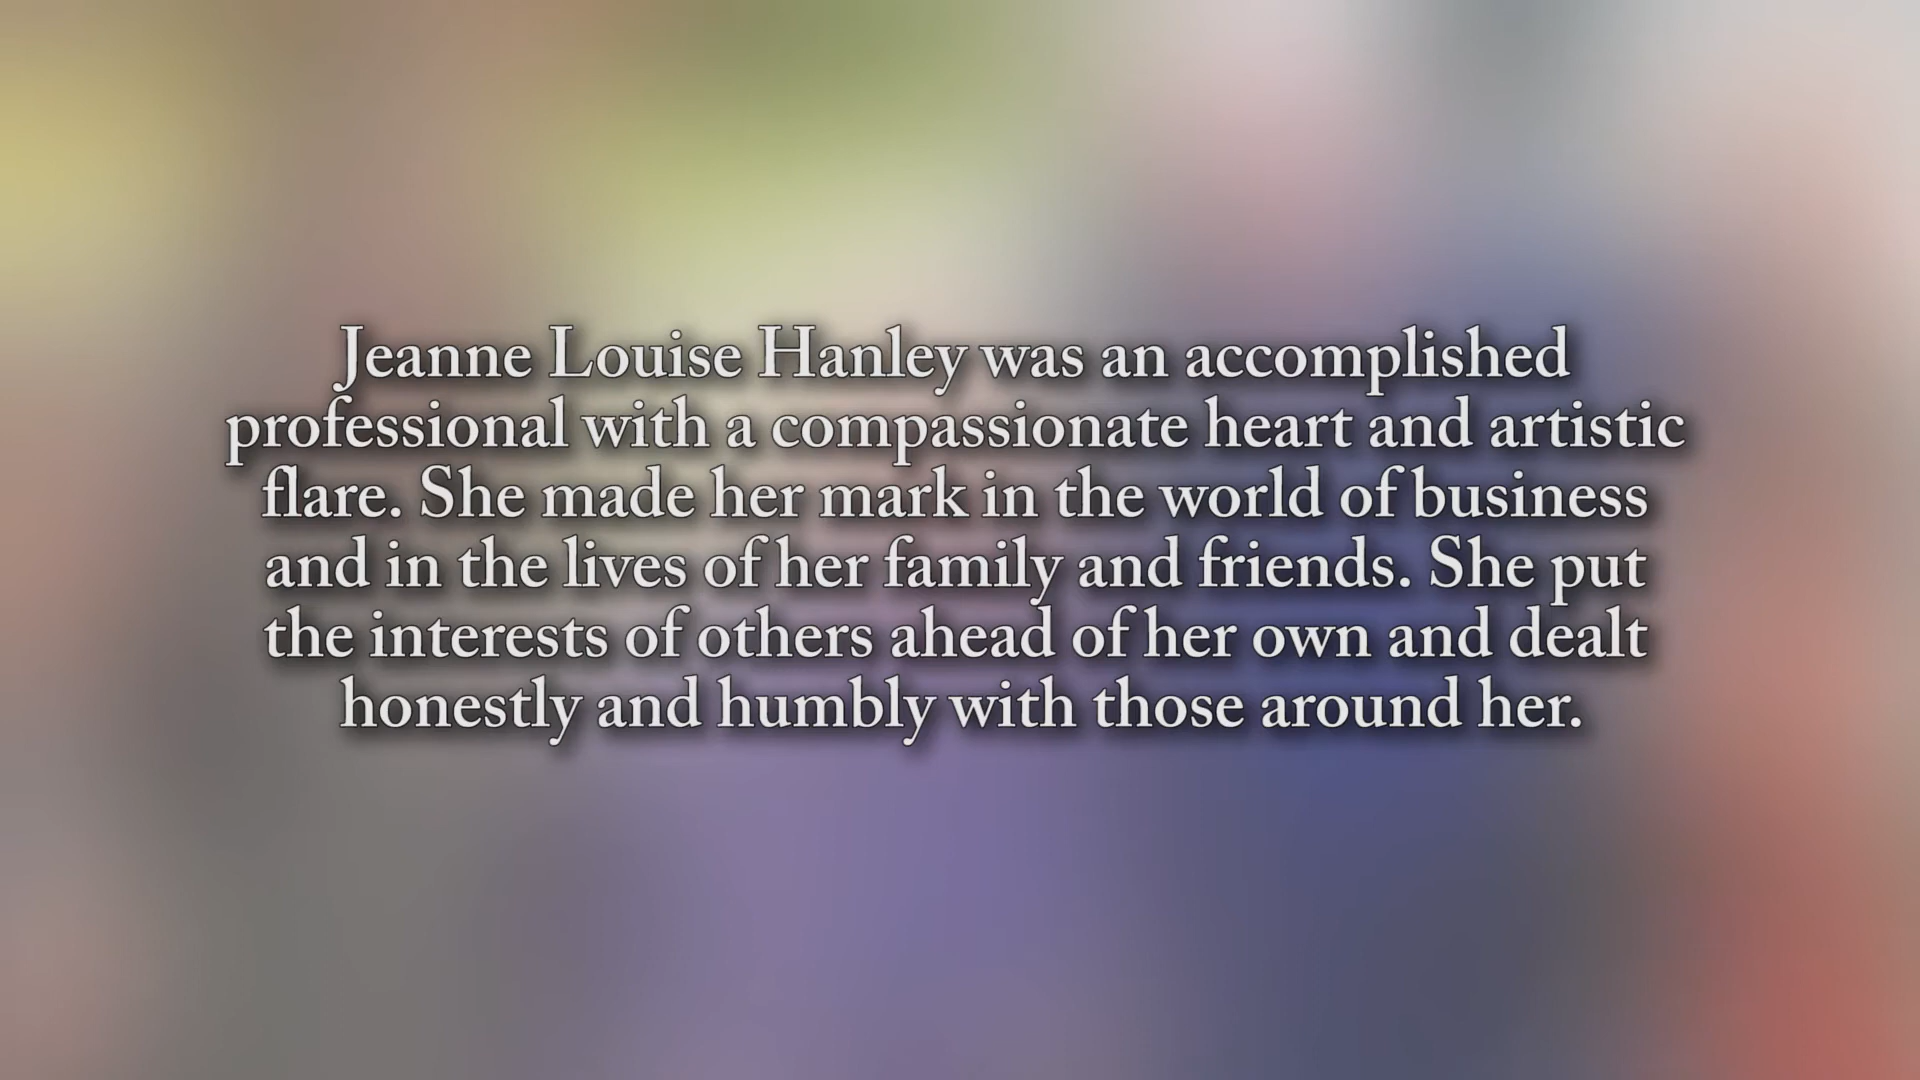 Jeanne Louise Hanley was an accomplished
professional with a compassionate heart and artistic
flare. She made her mark in the world of business
and in the lives of her family and friends. She put
the interests of others ahead of her own and dealt
honestly and humbly with those around her.